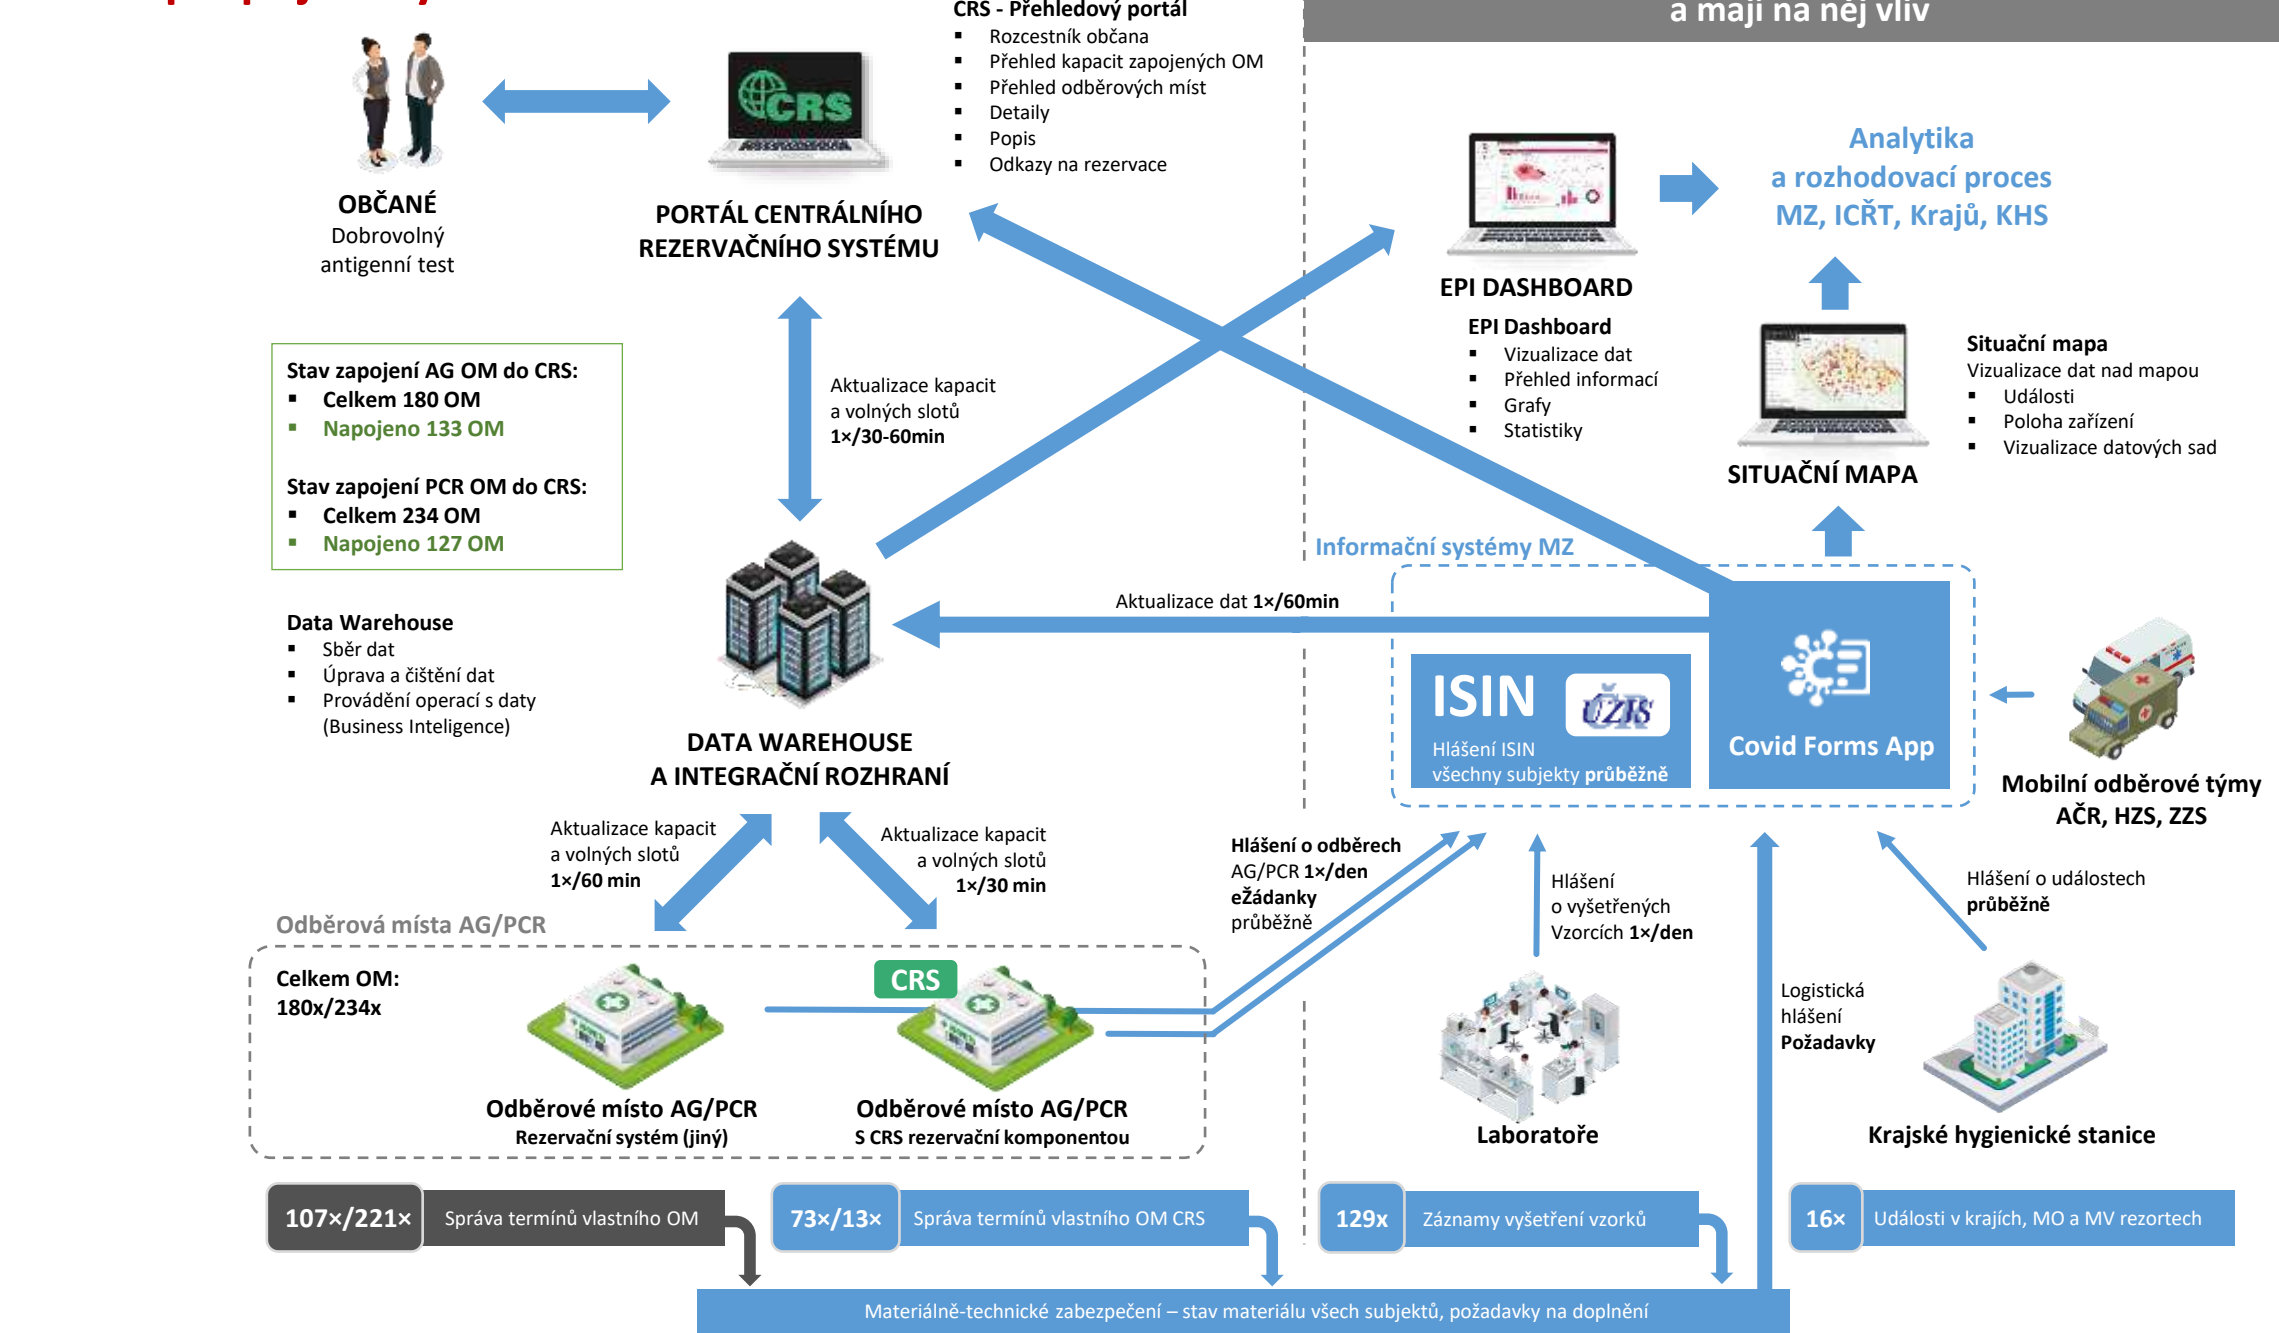 CRS - Přehledový portál
▪ Rozcestník občana
▪ Přehled kapacit zapojených OM
▪ Přehled odběrových míst
▪ Detaily
▪ Popis
▪ Odkazy na rezervace
a mají na něj vliv
CRS
OBČANÉ
Dobrovolný
antigenní test
PORTÁL CENTRÁLNÍHO
REZERVAČNÍHO SYSTÉMU
Analytika
a rozhodovací proces
MZ, ICŘT, Krajů, KHS
EPI DASHBOARD
EPI Dashboard
▪ Vizualizace dat
▪ Přehled informací
▪ Grafy
▪ Statistiky
Situační mapa
Vizualizace dat nad mapou
▪ Události
▪ Poloha zařízení
▪ Vizualizace datových sad
SITUAČNÍ MAPA
Stav zapojení AG OM do CRS:
▪ Celkem 180 OM
▪ Napojeno 133 OM
Stav zapojení PCR OM do CRS:
▪ Celkem 234 OM
▪ Napojeno 127 OM
Aktualizace kapacit
a volných slotů
1×/30-60min
Data Warehouse
▪ Sběr dat
▪ Úprava a čištění dat
▪ Provádění operací s daty
(Business Inteligence)
DATA WAREHOUSE
A INTEGRAČNÍ ROZHRANÍ
Aktualizace dat 1×/60min
Informační systémy MZ
ISIN
ÚZIS
Hlášení ISIN
všechny subjekty průběžně
Covid Forms App
Mobilní odběrové týmy
AČR, HZS, ZZS
Aktualizace kapacit
a volných slotů
1×/60 min
Aktualizace kapacit
a volných slotů
1×/30 min
Hlášení o odběrech
AG/PCR 1×/den
eŽádanky
průběžně
Hlášení
o vyšetřených
Vzorcích 1×/den
Hlášení o událostech
průběžně
Logistická
hlášení
Požadavky
Odběrová místa AG/PCR
Celkem OM:
180x/234x
CRS
Odběrové místo AG/PCR
Rezervační systém (jiný)
Odběrové místo AG/PCR
S CRS rezervační komponentou
Laboratoře
Krajské hygienické stanice
107×/221×
Správa termínů vlastního OM
73×/13×
Správa termínů vlastního OM CRS
129x
Záznamy vyšetření vzorků
16×
Události v krajích, MO a MV rezortech
Materiálně-technické zabezpečení – stav materiálu všech subjektů, požadavky na doplnění